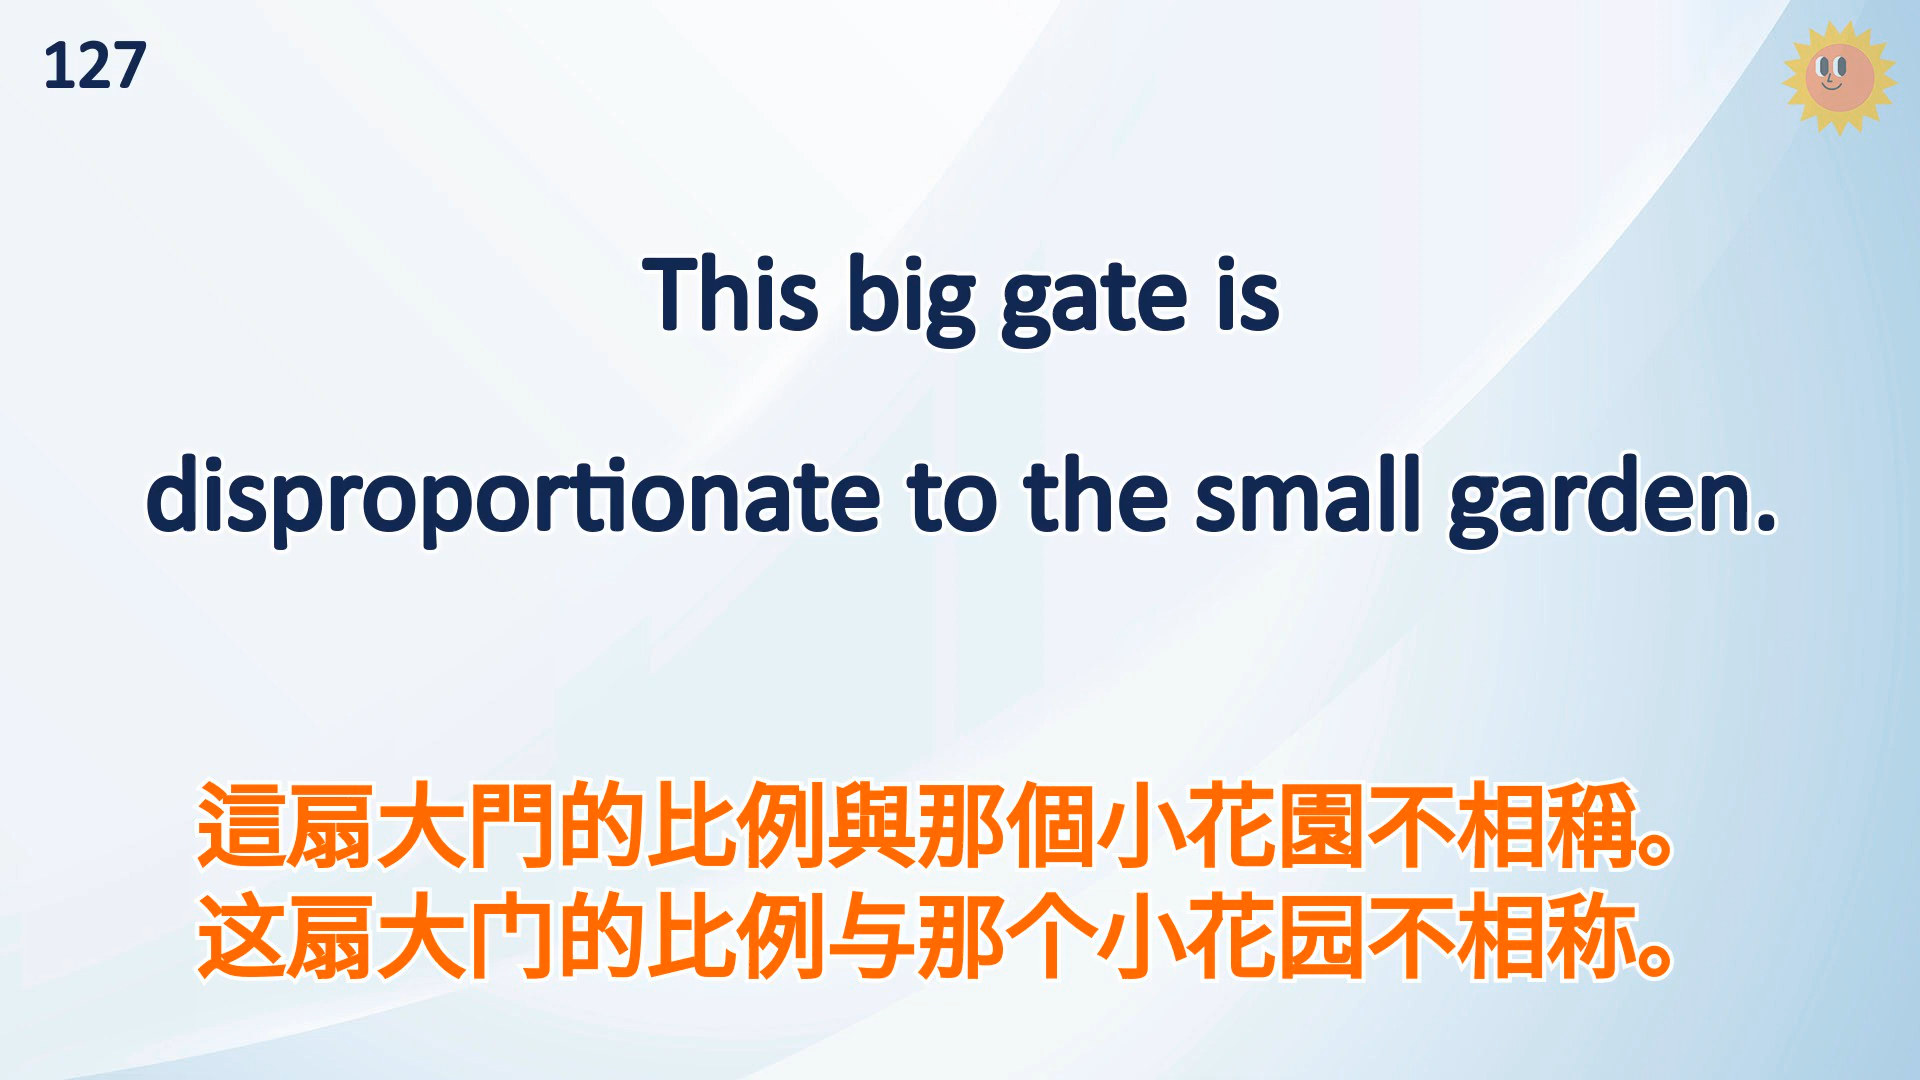 127
This big gate is
disproportionate to the small garden.
這扇大門的比例與那個小花園不相稱。
这扇大门的比例与那个小花园不相称。